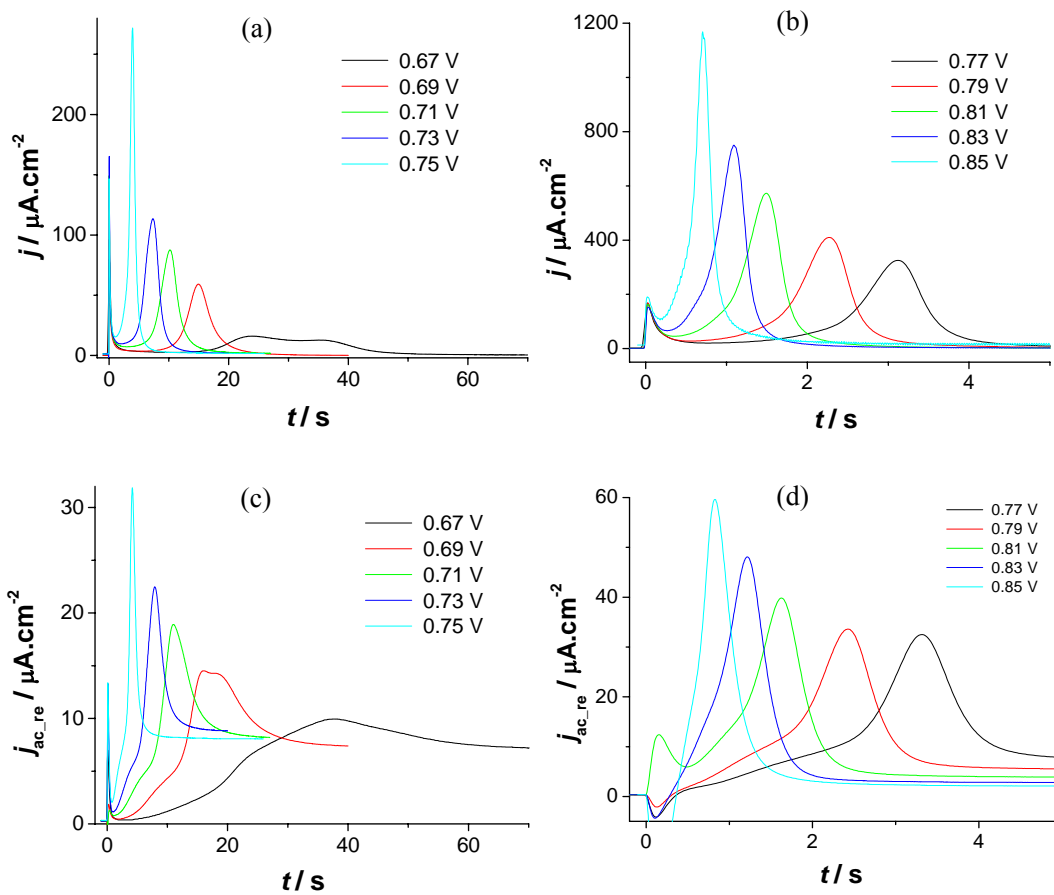 (a)
0.67 V
0.69 V
0.71 V
0.73 V
0.75 V
200
100
0
j / µA.cm⁻²
0
20
40
60
t / s
(b)
0.77 V
0.79 V
0.81 V
0.83 V
0.85 V
1200
800
400
0
j / µA.cm⁻²
0
2
4
t / s
(c)
0.67 V
0.69 V
0.71 V
0.73 V
0.75 V
30
20
10
0
j_ac_re / µA.cm⁻²
0
20
40
60
t / s
(d)
0.77 V
0.79 V
0.81 V
0.83 V
0.85 V
60
40
20
0
j_ac_re / µA.cm⁻²
0
2
4
t / s